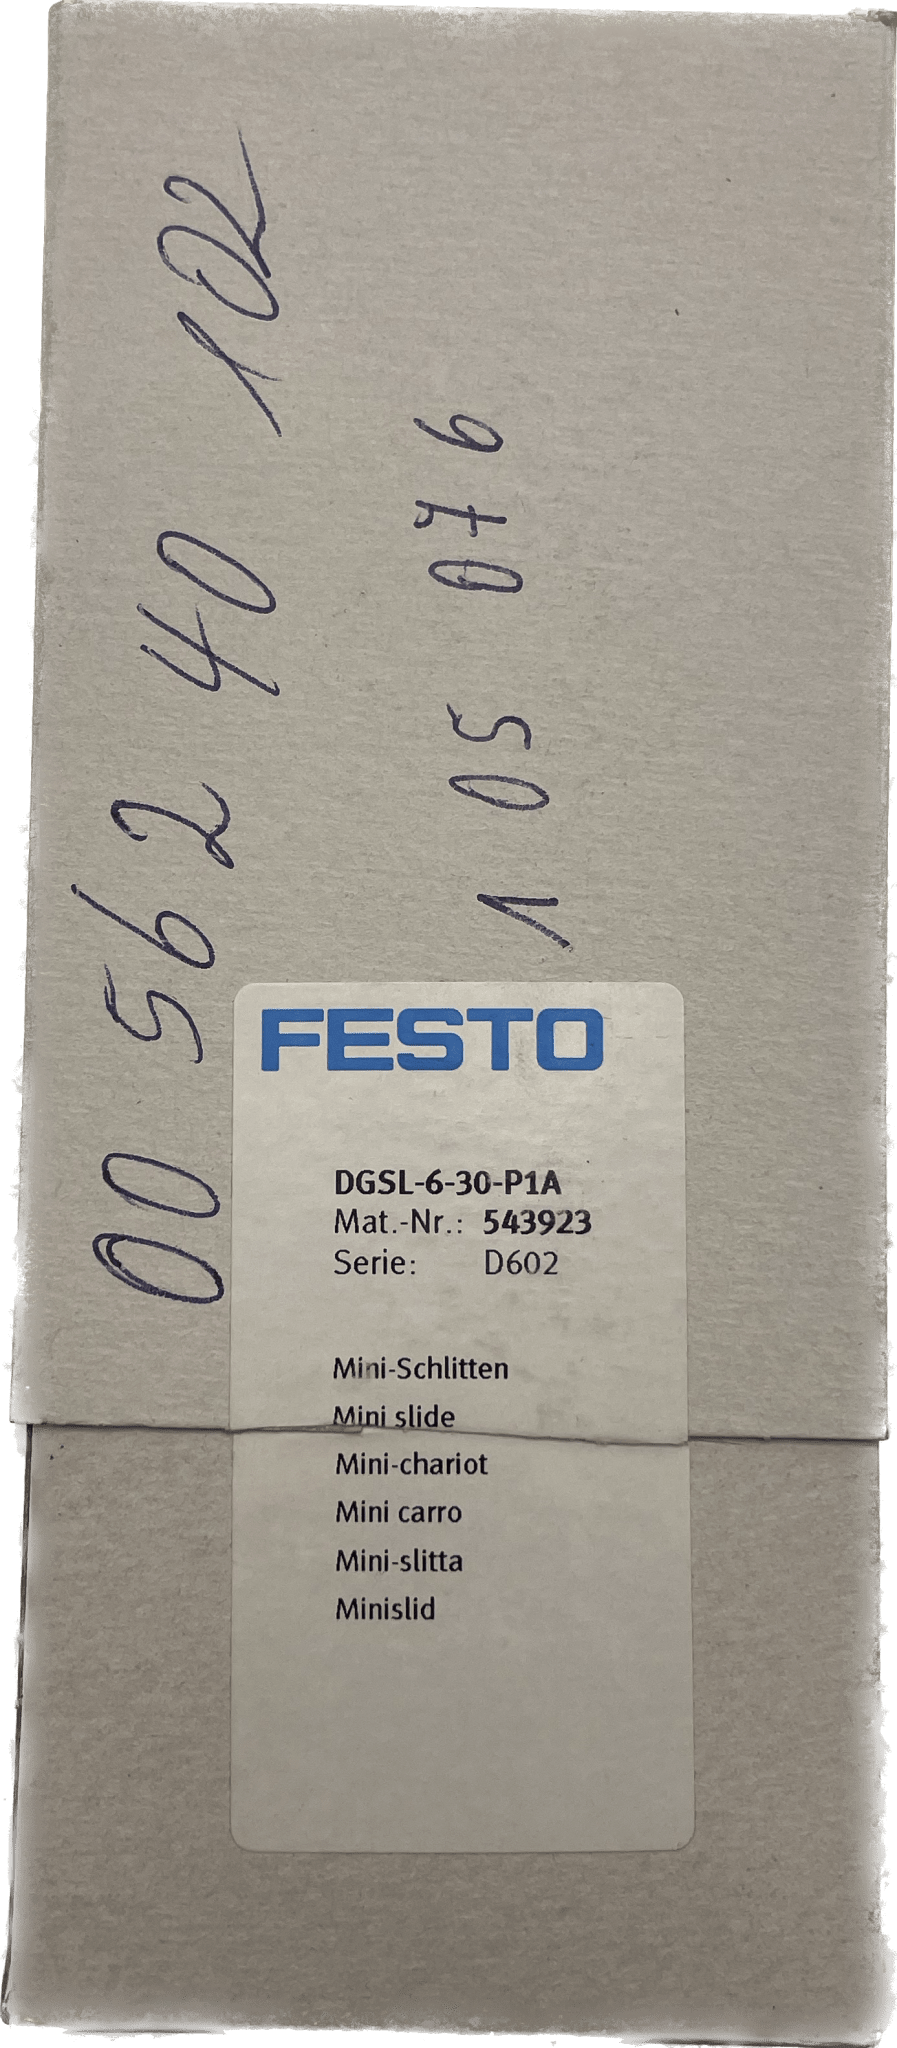 00 562 40 102
1 05 076
FESTO
DGSL-6-30-P1A
Mat.-Nr.: 543923
Serie: D602
Mini-Schlitten
Mini slide
Mini-chariot
Mini carro
Mini-slitta
Minislid